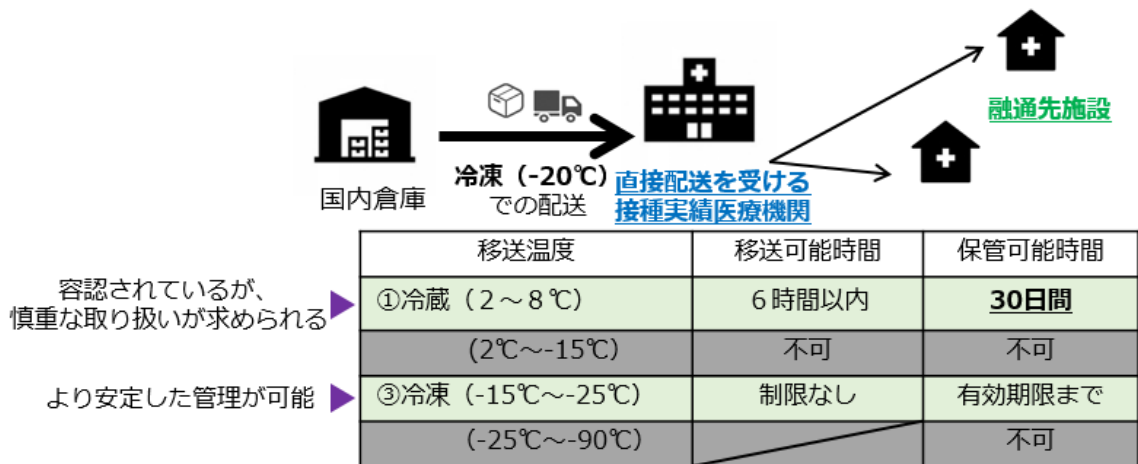 融通先施設
国内倉庫
冷凍（-20℃）
での配送
直接配送を受ける
接種実績医療機関
移送温度 移送可能時間 保管可能時間
容認されているが、
慎重な取り扱いが求められる
①冷蔵（２～８℃） ６時間以内 30日間
(2℃～-15℃) 不可 不可
より安定した管理が可能
③冷凍（-15℃～-25℃） 制限なし 有効期限まで
(-25℃～-90℃) 不可